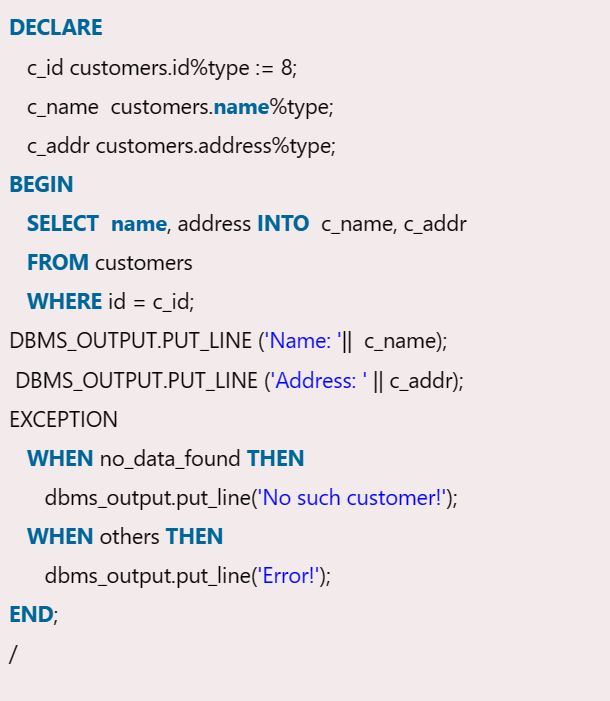 DECLARE
c_id customers.id%type := 8;
c_name  customers.name%type;
c_addr customers.address%type;
BEGIN
SELECT  name, address INTO  c_name, c_addr
FROM customers
WHERE id = c_id;
DBMS_OUTPUT.PUT_LINE ('Name: '||  c_name);
DBMS_OUTPUT.PUT_LINE ('Address: ' || c_addr);
EXCEPTION
WHEN no_data_found THEN
dbms_output.put_line('No such customer!');
WHEN others THEN
dbms_output.put_line('Error!');
END;
/